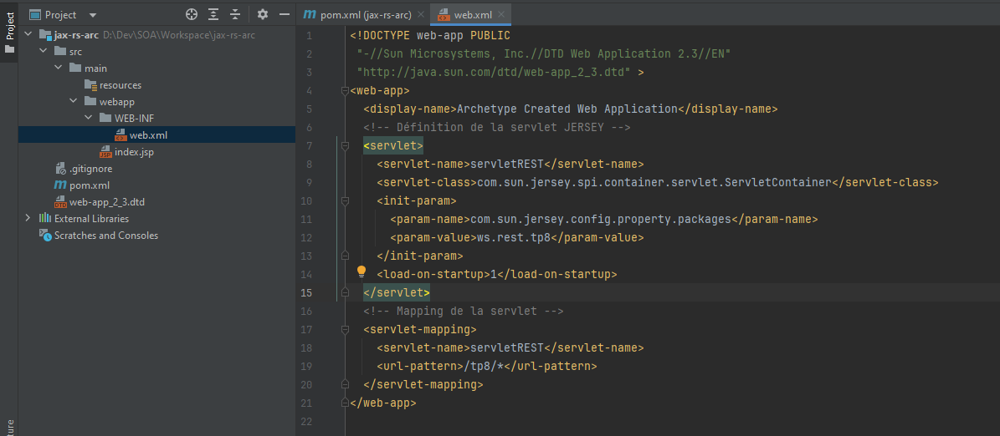 Project
Project
jax-rs-arc D:\Dev\SOA\Workspace\jax-rs-arc
src
main
resources
webapp
WEB-INF
web.xml
index.jsp
.gitignore
pom.xml
web-app_2_3.dtd
External Libraries
Scratches and Consoles
pom.xml (jax-rs-arc)
web.xml
1 <!DOCTYPE web-app PUBLIC
2 "-//Sun Microsystems, Inc.//DTD Web Application 2.3//EN"
3 "http://java.sun.com/dtd/web-app_2_3.dtd" >
4 <web-app>
5 <display-name>Archetype Created Web Application</display-name>
6 <!-- Définition de la servlet JERSEY -->
7 <servlet>
8 <servlet-name>servletREST</servlet-name>
9 <servlet-class>com.sun.jersey.spi.container.servlet.ServletContainer</servlet-class>
10 <init-param>
11 <param-name>com.sun.jersey.config.property.packages</param-name>
12 <param-value>ws.rest.tp8</param-value>
13 </init-param>
14 <load-on-startup>1</load-on-startup>
15 </servlet>
16 <!-- Mapping de la servlet -->
17 <servlet-mapping>
18 <servlet-name>servletREST</servlet-name>
19 <url-pattern>/tp8/*</url-pattern>
20 </servlet-mapping>
21 </web-app>
22